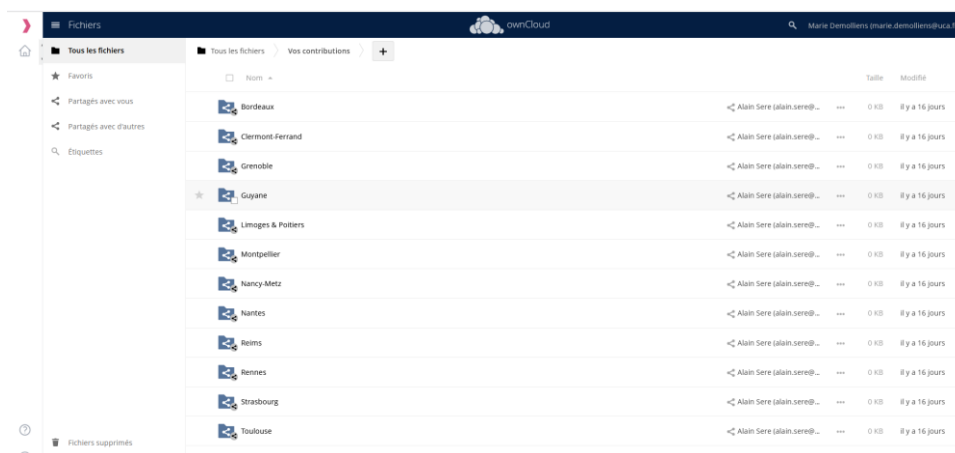 Fichiers
ownCloud
Marie Demolliens (marie.demolliens@uca.f
Tous les fichiers
Favoris
Partagés avec vous
Partagés avec d'autres
Étiquettes
Fichiers supprimés
Tous les fichiers Vos contributions +
Nom Taille Modifié
Bordeaux Alain Sere (alain.sere@... ... 0 KB il y a 16 jours
Clermont-Ferrand Alain Sere (alain.sere@... ... 0 KB il y a 16 jours
Grenoble Alain Sere (alain.sere@... ... 0 KB il y a 16 jours
Guyane Alain Sere (alain.sere@... ... 0 KB il y a 16 jours
Limoges & Poitiers Alain Sere (alain.sere@... ... 0 KB il y a 16 jours
Montpellier Alain Sere (alain.sere@... ... 0 KB il y a 16 jours
Nancy-Metz Alain Sere (alain.sere@... ... 0 KB il y a 16 jours
Nantes Alain Sere (alain.sere@... ... 0 KB il y a 16 jours
Reims Alain Sere (alain.sere@... ... 0 KB il y a 16 jours
Rennes Alain Sere (alain.sere@... ... 0 KB il y a 16 jours
Strasbourg Alain Sere (alain.sere@... ... 0 KB il y a 16 jours
Toulouse Alain Sere (alain.sere@... ... 0 KB il y a 16 jours